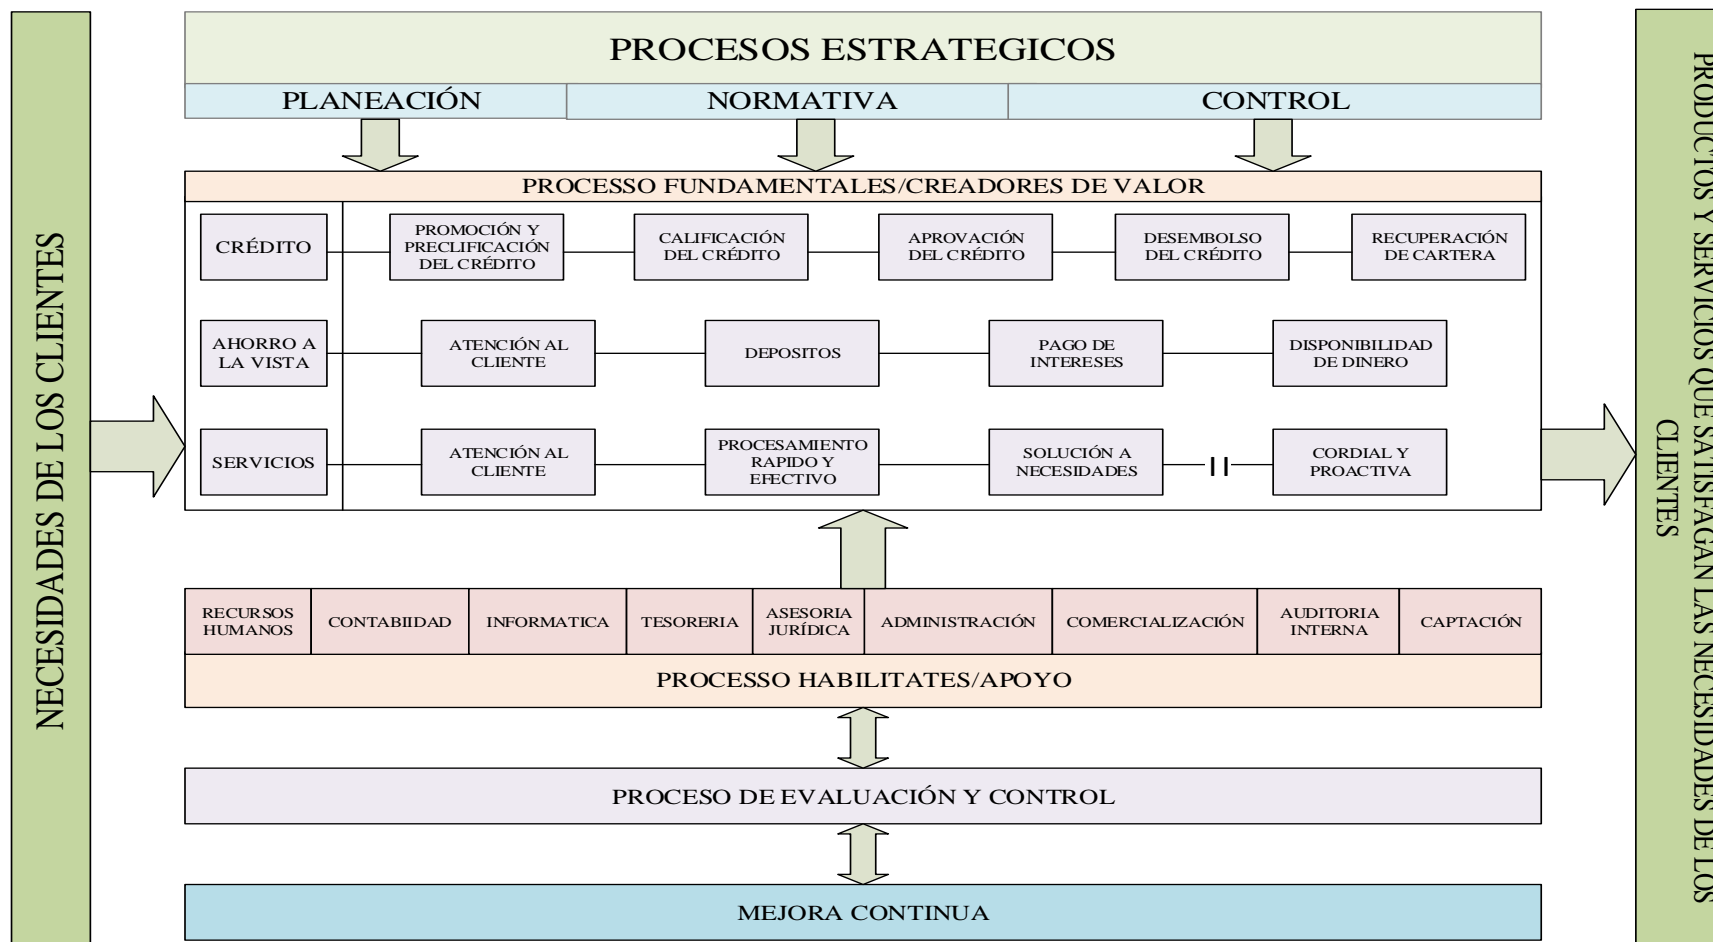 NECESIDADES DE LOS CLIENTES
PROCESOS ESTRATEGICOS
PLANEACIÓN
NORMATIVA
CONTROL
PROCESSO FUNDAMENTALES/CREADORES DE VALOR
CRÉDITO
PROMOCIÓN Y
PRECLIFICACIÓN
DEL CRÉDITO
CALIFICACIÓN
DEL CRÉDITO
APROVACIÓN
DEL CRÉDITO
DESEMBOLSO
DEL CRÉDITO
RECUPERACIÓN
DE CARTERA
AHORRO A
LA VISTA
ATENCIÓN AL
CLIENTE
DEPOSITOS
PAGO DE
INTERESES
DISPONIBILIDAD
DE DINERO
SERVICIOS
ATENCIÓN AL
CLIENTE
PROCESAMIENTO
RAPIDO Y
EFECTIVO
SOLUCIÓN A
NECESIDADES
CORDIAL Y
PROACTIVA
RECURSOS
HUMANOS
CONTABIIDAD
INFORMATICA
TESORERIA
ASESORIA
JURÍDICA
ADMINISTRACIÓN
COMERCIALIZACIÓN
AUDITORIA
INTERNA
CAPTACIÓN
PROCESSO HABILITATES/APOYO
PROCESO DE EVALUACIÓN Y CONTROL
MEJORA CONTINUA
PRODUCTOS Y SERVICIOS QUE SATISFAGAN LAS NECESIDADES DE LOS
CLIENTES